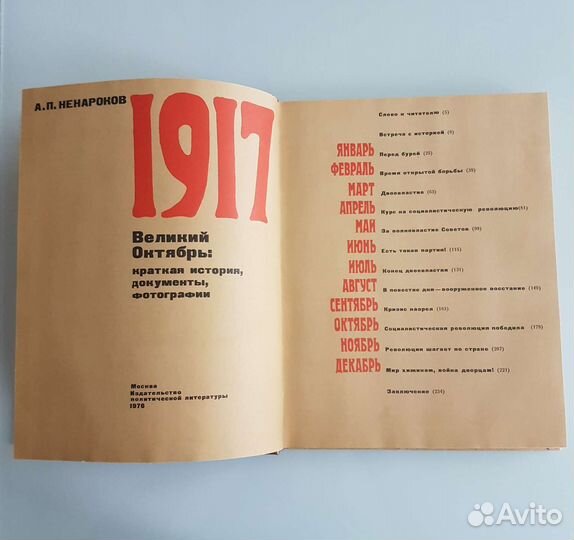 А.П. НЕНАРОКОВ
1917
Великий
Октябрь:
краткая история,
документы,
фотографии
Москва
Издательство
политической литературы
1976
Слово к читателю (5)
Встреча с историей (9)
ЯНВАРЬ Перед бурей (25)
ФЕВРАЛЬ Время открытой борьбы (39)
МАРТ Двоевластие (63)
АПРЕЛЬ Курс на социалистическую революцию (81)
МАЙ За полновластие Советов (99)
ИЮНЬ Есть такая партия! (115)
ИЮЛЬ Конец двоевластия (131)
АВГУСТ В повестке дня—вооруженное восстание (149)
СЕНТЯБРЬ Кризис назрел (163)
ОКТЯБРЬ Социалистическая революция победила (179)
НОЯБРЬ Революция шагает по стране (207)
ДЕКАБРЬ Мир хижинам, война дворцам! (221)
Заключение (234)
Avito